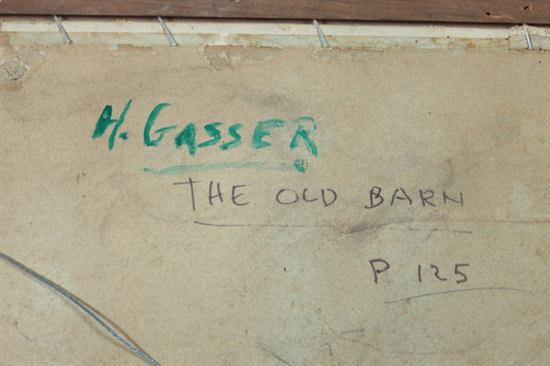 H. GASSER
THE OLD BARN
P 125